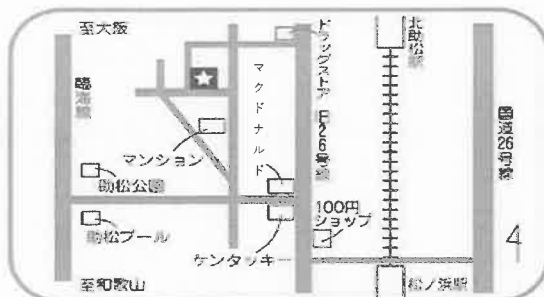 至大阪
臨海線
マクドナルド
ドラッグストア
旧26号線
北助松駅
国道26号線
マンション
助松公園
助松プール
ケンタッキー
100円
ショップ
4
至和歌山
松ノ浜駅